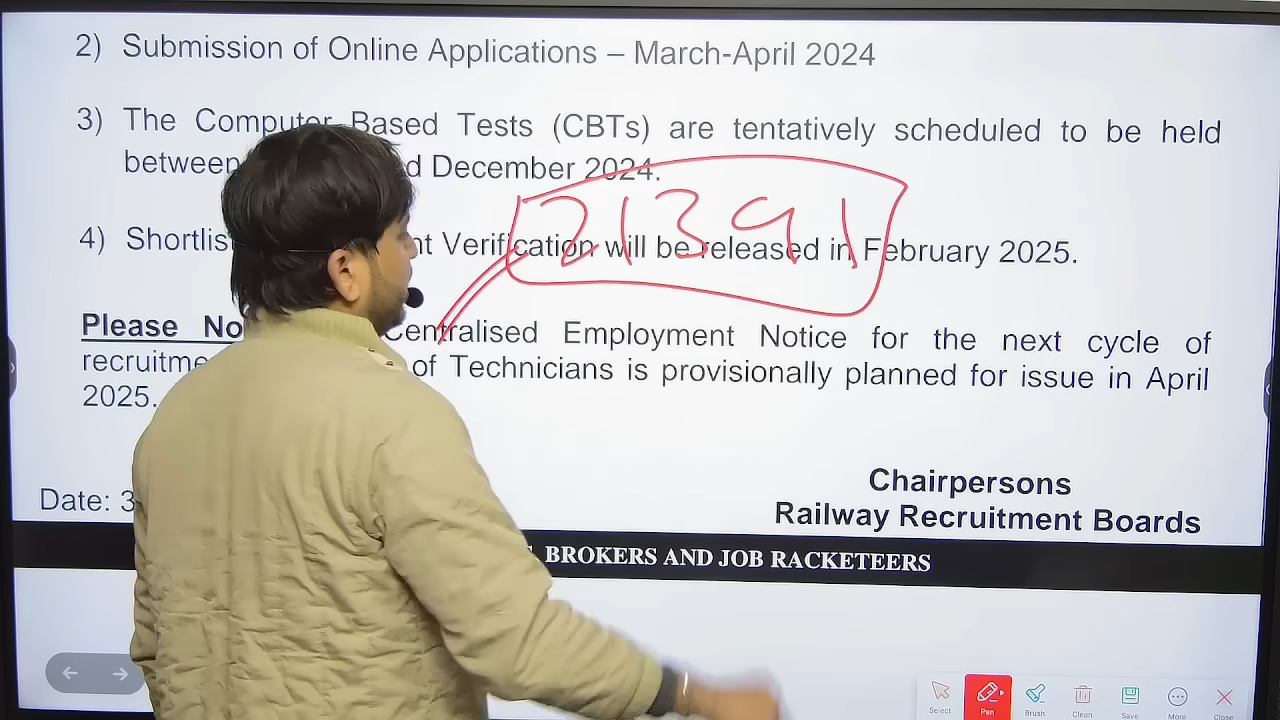 2) Submission of Online Applications – March-April 2024
3) The Computer Based Tests (CBTs) are tentatively scheduled to be held
between d December 2024.
21391
4) Shortlis nt Verification will be released in February 2025.
Please No Centralised Employment Notice for the next cycle of
recruitme of Technicians is provisionally planned for issue in April
2025.
Chairpersons
Date: 3
Railway Recruitment Boards
BROKERS AND JOB RACKETEERS
Select Pen Brush Clean Save More Close